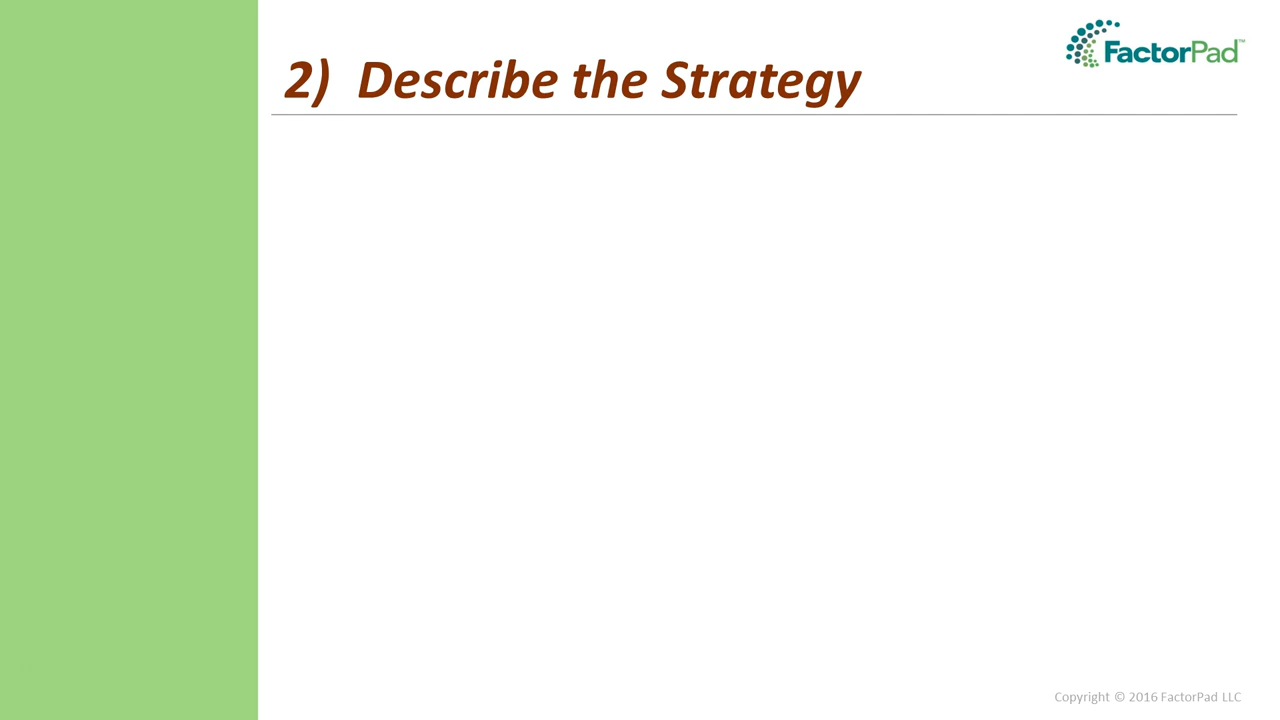 2) Describe the Strategy
FactorPad™
Copyright © 2016 FactorPad LLC